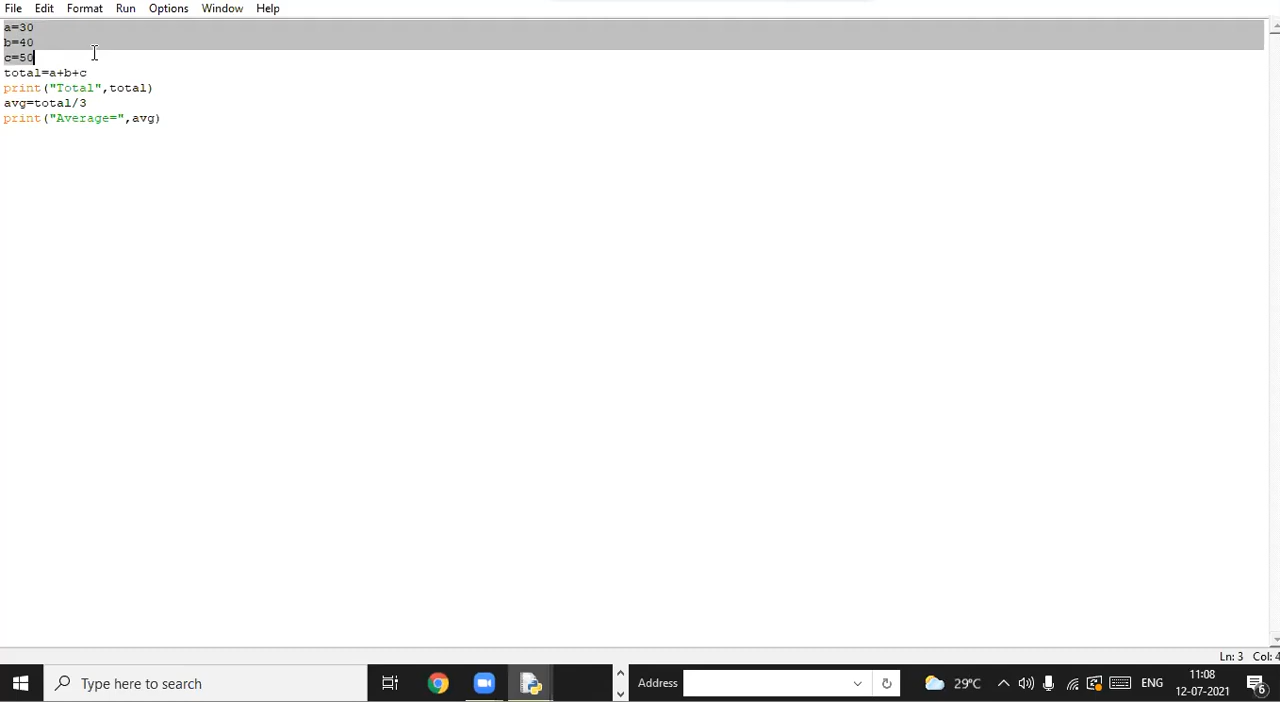 File Edit Format Run Options Window Help
a=30
b=40
c=50
total=a+b+c
print("Total",total)
avg=total/3
print("Average=",avg)
Ln: 3 Col: 4
Type here to search
Address
29°C
ENG
11:08
12-07-2021
6